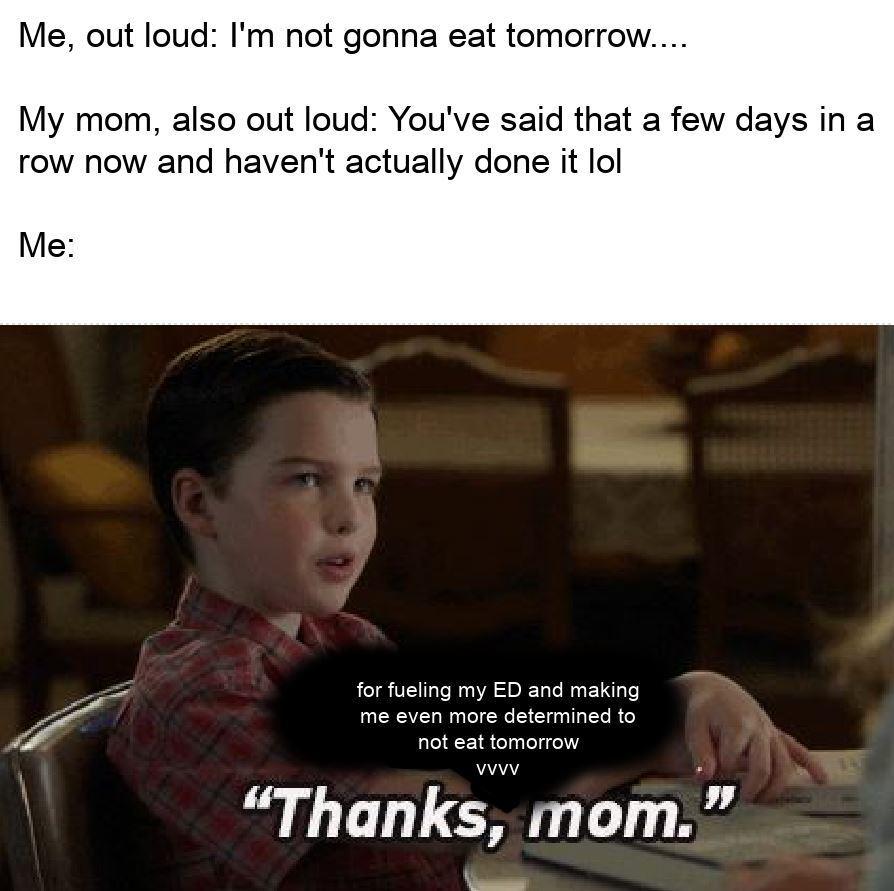 Me, out loud: I'm not gonna eat tomorrow....
My mom, also out loud: You've said that a few days in a
row now and haven't actually done it lol
Me:
for fueling my ED and making
me even more determined to
not eat tomorrow
vvvv
“Thanks, mom.”